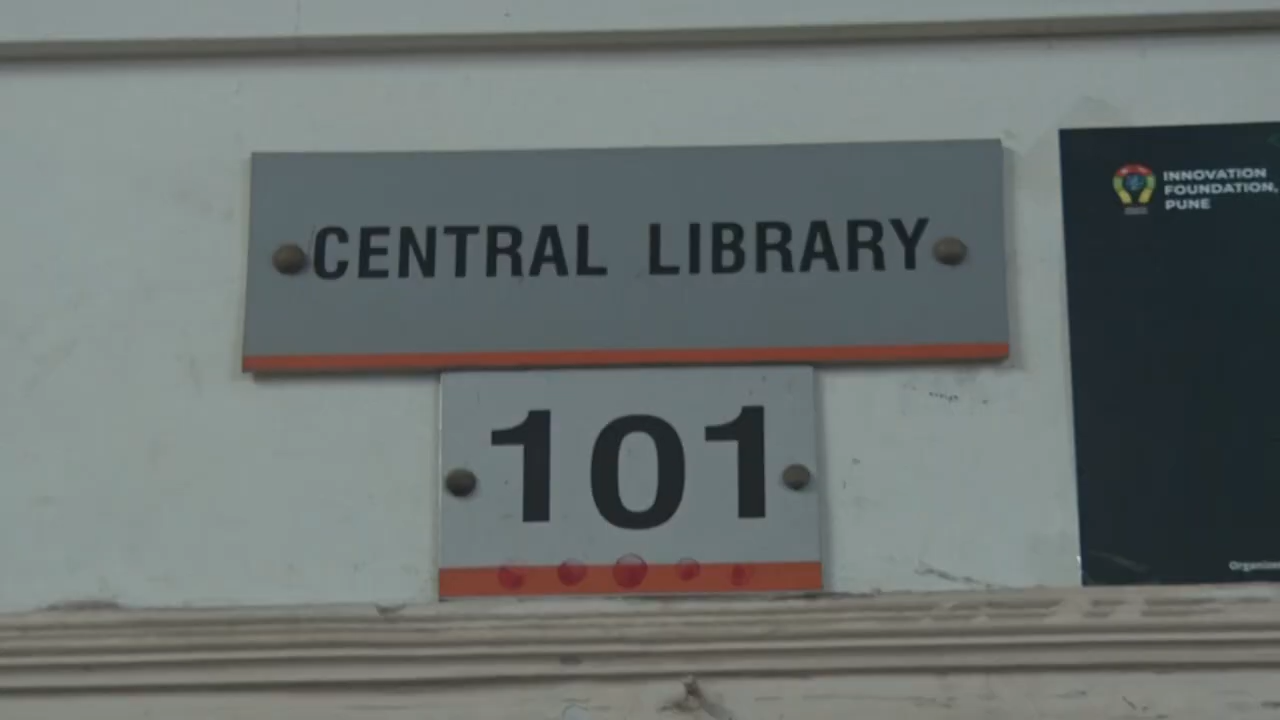 CENTRAL LIBRARY
101
INNOVATION
FOUNDATION,
PUNE